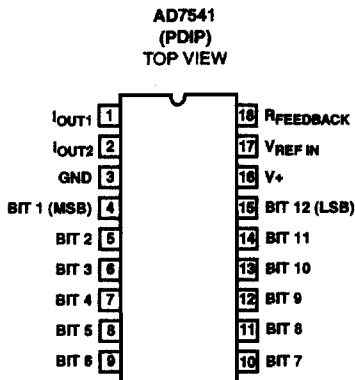 AD7541
(PDIP)
TOP VIEW
IOUT1 1
IOUT2 2
GND 3
BIT 1 (MSB) 4
BIT 2 5
BIT 3 6
BIT 4 7
BIT 5 8
BIT 6 9
18 RFEEDBACK
17 VREF IN
16 V+
15 BIT 12 (LSB)
14 BIT 11
13 BIT 10
12 BIT 9
11 BIT 8
10 BIT 7